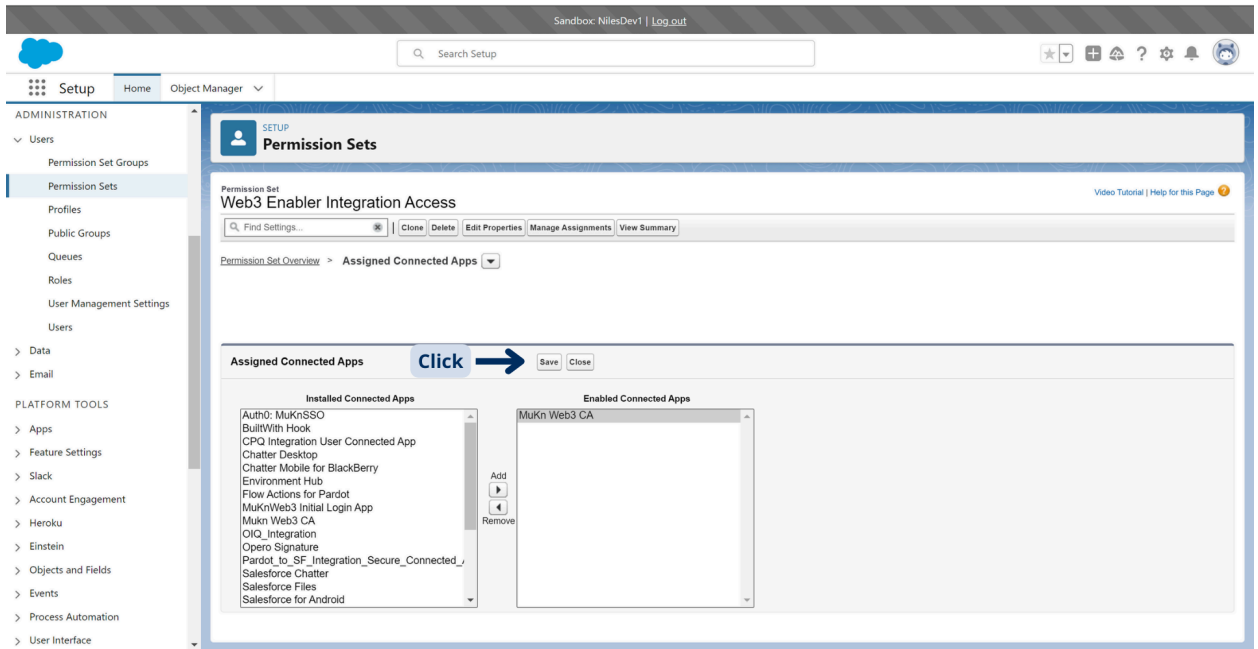 Sandbox: NilesDev1 | Log out
Search Setup
Setup
Home
Object Manager
ADMINISTRATION
Users
Permission Set Groups
Permission Sets
Profiles
Public Groups
Queues
Roles
User Management Settings
Users
Data
Email
PLATFORM TOOLS
Apps
Feature Settings
Slack
Account Engagement
Heroku
Einstein
Objects and Fields
Events
Process Automation
User Interface
SETUP
Permission Sets
Permission Set
Web3 Enabler Integration Access
Video Tutorial | Help for this Page
Find Settings...
Clone Delete Edit Properties Manage Assignments View Summary
Permission Set Overview > Assigned Connected Apps
Assigned Connected Apps
Click
Save Close
Installed Connected Apps
Auth0: MuKnSSO
BuiltWith Hook
CPQ Integration User Connected App
Chatter Desktop
Chatter Mobile for BlackBerry
Environment Hub
Flow Actions for Pardot
MuKnWeb3 Initial Login App
Mukn Web3 CA
OIQ_Integration
Opero Signature
Pardot_to_SF_Integration_Secure_Connected_
Salesforce Chatter
Salesforce Files
Salesforce for Android
Add
Remove
Enabled Connected Apps
MuKn Web3 CA